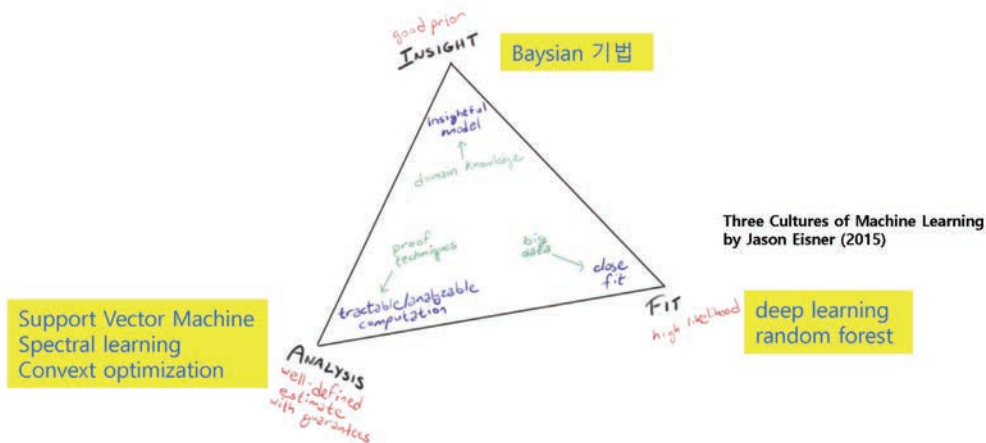 good prior
INSIGHT
Baysian 기법
insightful
model
domain knowledge
Three Cultures of Machine Learning
by Jason Eisner (2015)
proof
techniques
big
data
close
fit
tractable/analyzeable
computation
FIT
high likelihood
deep learning
random forest
Support Vector Machine
Spectral learning
Convext optimization
ANALYSIS
well-defined
estimate
with guarantees